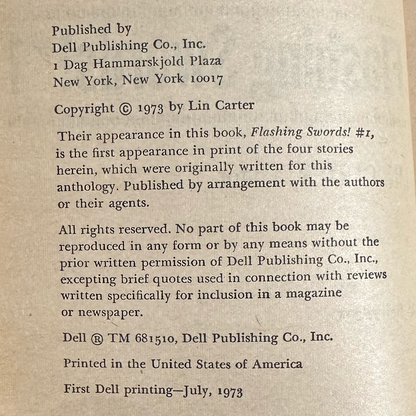 Published by
Dell Publishing Co., Inc.
1 Dag Hammarskjold Plaza
New York, New York 10017
Copyright © 1973 by Lin Carter
Their appearance in this book, Flashing Swords! #1,
is the first appearance in print of the four stories
herein, which were originally written for this
anthology. Published by arrangement with the authors
or their agents.
All rights reserved. No part of this book may be
reproduced in any form or by any means without the
prior written permission of Dell Publishing Co., Inc.,
excepting brief quotes used in connection with reviews
written specifically for inclusion in a magazine
or newspaper.
Dell ® TM 681510, Dell Publishing Co., Inc.
Printed in the United States of America
First Dell printing—July, 1973